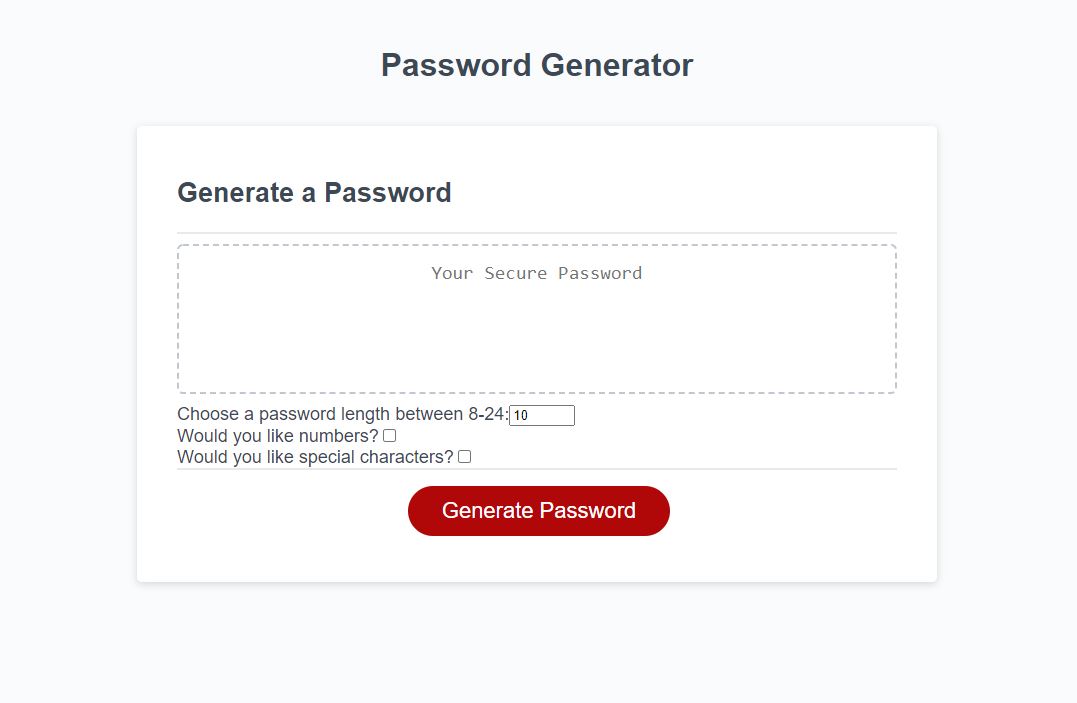 Password Generator
Generate a Password
Your Secure Password
Choose a password length between 8-24: 10
Would you like numbers?
Would you like special characters?
Generate Password